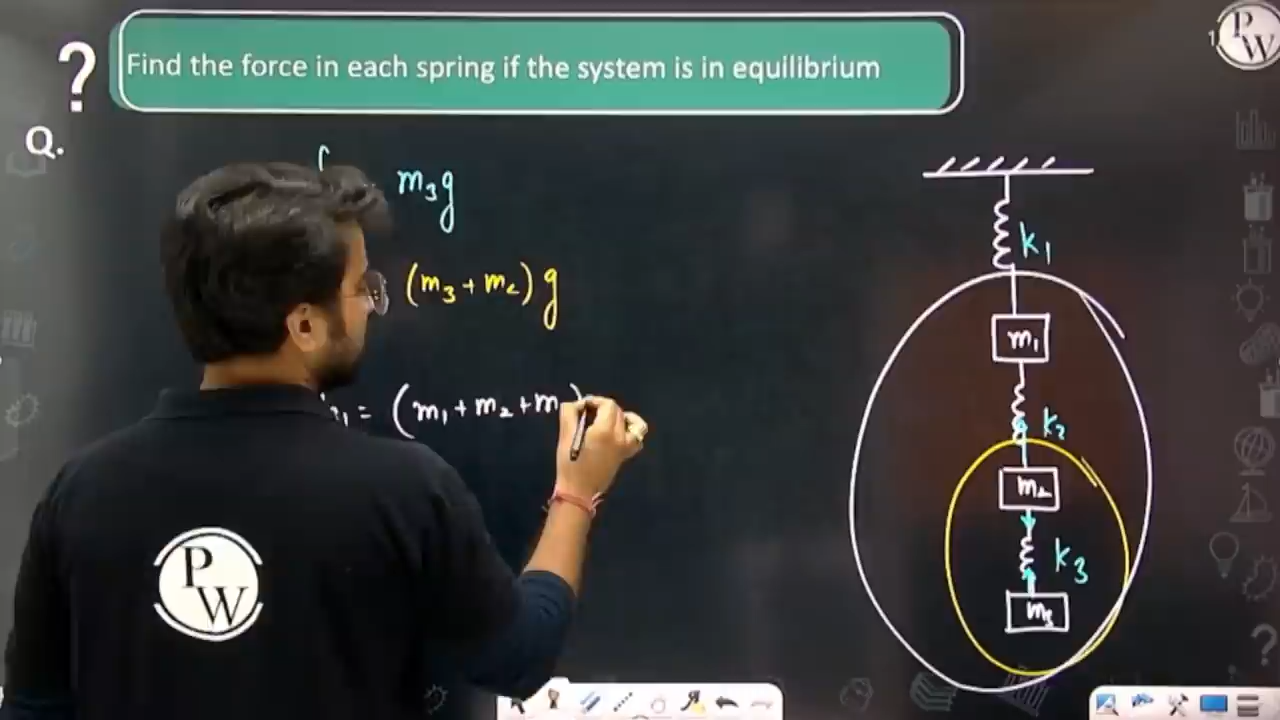 Find the force in each spring if the system is in equilibrium
Q.
m₃g
(m₃ + m₂) g
= (m₁ + m₂ + m
k₁
m₁
k₂
m₂
k₃
m₃
P
W
P
W